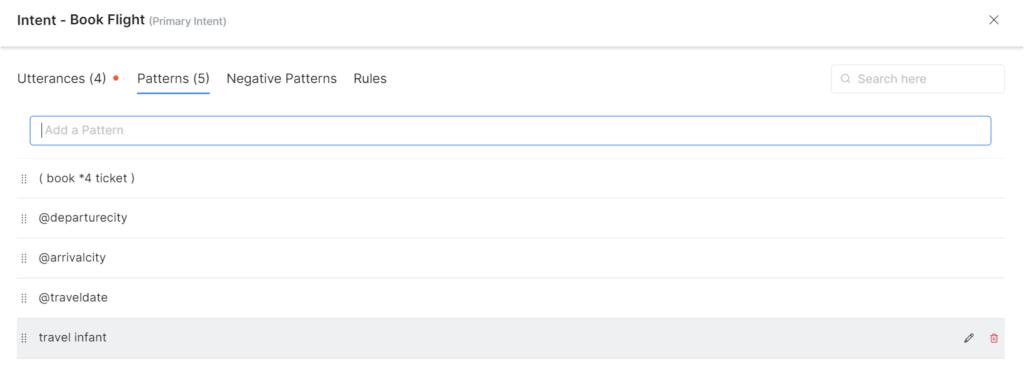 Intent - Book Flight (Primary Intent)
Utterances (4) Patterns (5) Negative Patterns Rules Search here
Add a Pattern
( book *4 ticket )
@departurecity
@arrivalcity
@traveldate
travel infant